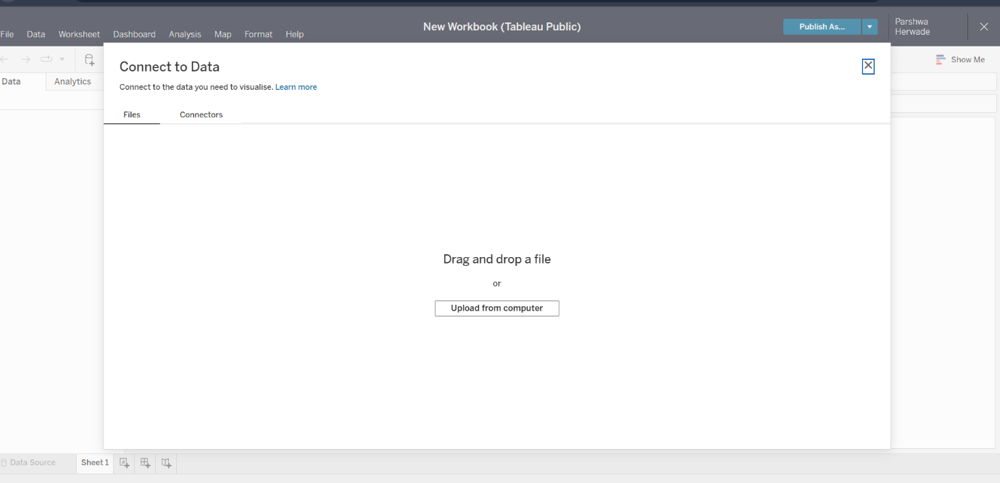 File Data Worksheet Dashboard Analysis Map Format Help
New Workbook (Tableau Public)
Publish As...
Parshwa
Herwade
Show Me
Data Analytics
Connect to Data
Connect to the data you need to visualise. Learn more
Files Connectors
Drag and drop a file
or
Upload from computer
Data Source Sheet 1